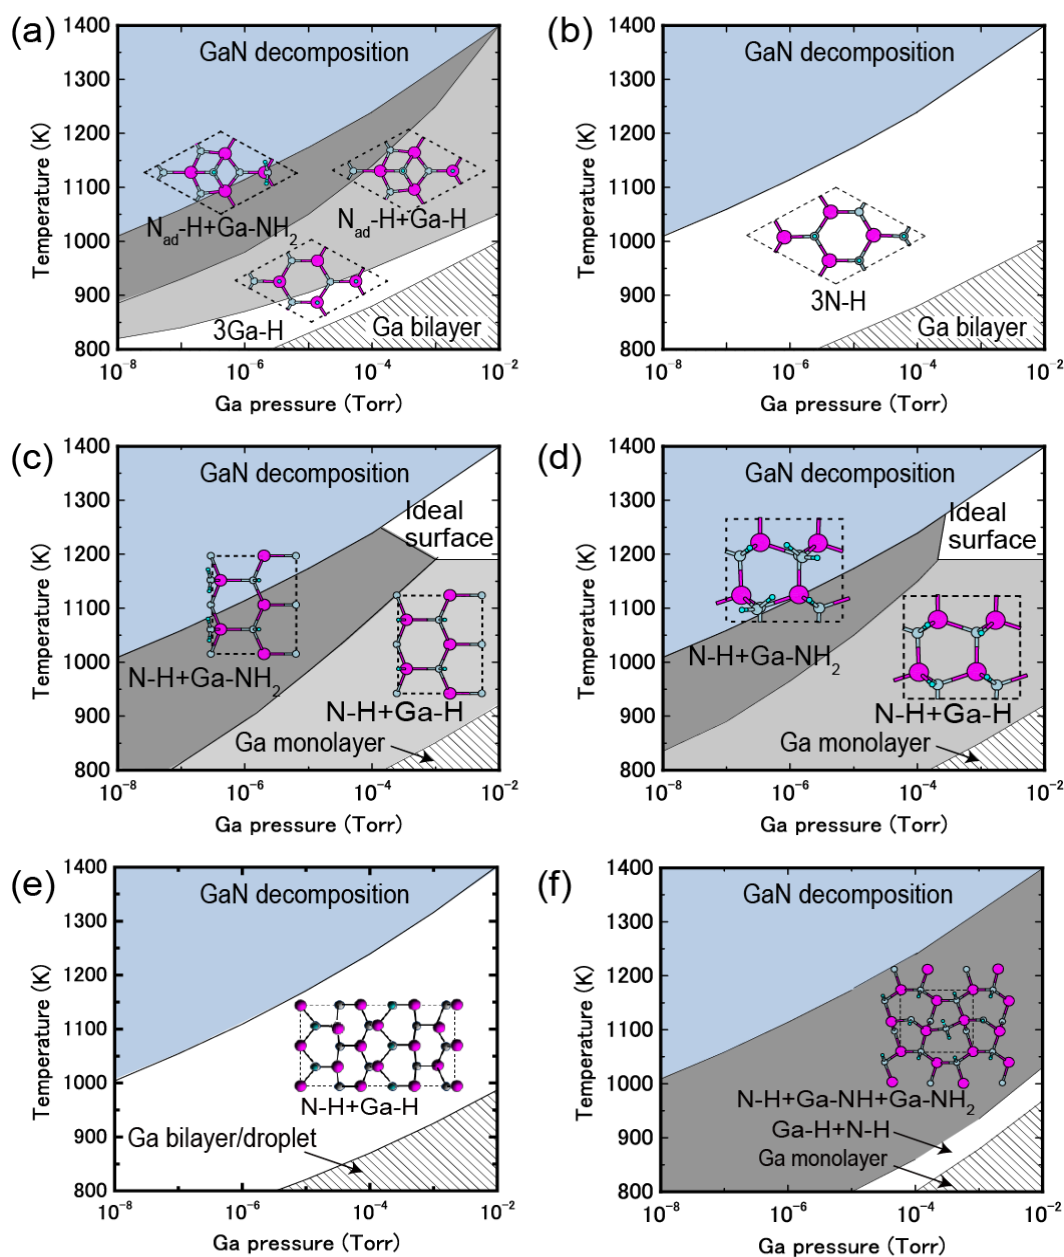 (a)
GaN decomposition
N_ad-H+Ga-NH_2
N_ad-H+Ga-H
3Ga-H
Ga bilayer
1400
1300
1200
1100
1000
900
800
Temperature (K)
10^-8
10^-6
10^-4
10^-2
Ga pressure (Torr)
(b)
GaN decomposition
3N-H
Ga bilayer
1400
1300
1200
1100
1000
900
800
Temperature (K)
10^-8
10^-6
10^-4
10^-2
Ga pressure (Torr)
(c)
GaN decomposition
Ideal
surface
N-H+Ga-NH_2
N-H+Ga-H
Ga monolayer
1400
1300
1200
1100
1000
900
800
Temperature (K)
10^-8
10^-6
10^-4
10^-2
Ga pressure (Torr)
(d)
GaN decomposition
Ideal
surface
N-H+Ga-NH_2
N-H+Ga-H
Ga monolayer
1400
1300
1200
1100
1000
900
800
Temperature (K)
10^-8
10^-6
10^-4
10^-2
Ga pressure (Torr)
(e)
GaN decomposition
N-H+Ga-H
Ga bilayer/droplet
1400
1300
1200
1100
1000
900
800
Temperature (K)
10^-8
10^-6
10^-4
10^-2
Ga pressure (Torr)
(f)
GaN decomposition
N-H+Ga-NH+Ga-NH_2
Ga-H+N-H
Ga monolayer
1400
1300
1200
1100
1000
900
800
Temperature (K)
10^-8
10^-6
10^-4
10^-2
Ga pressure (Torr)